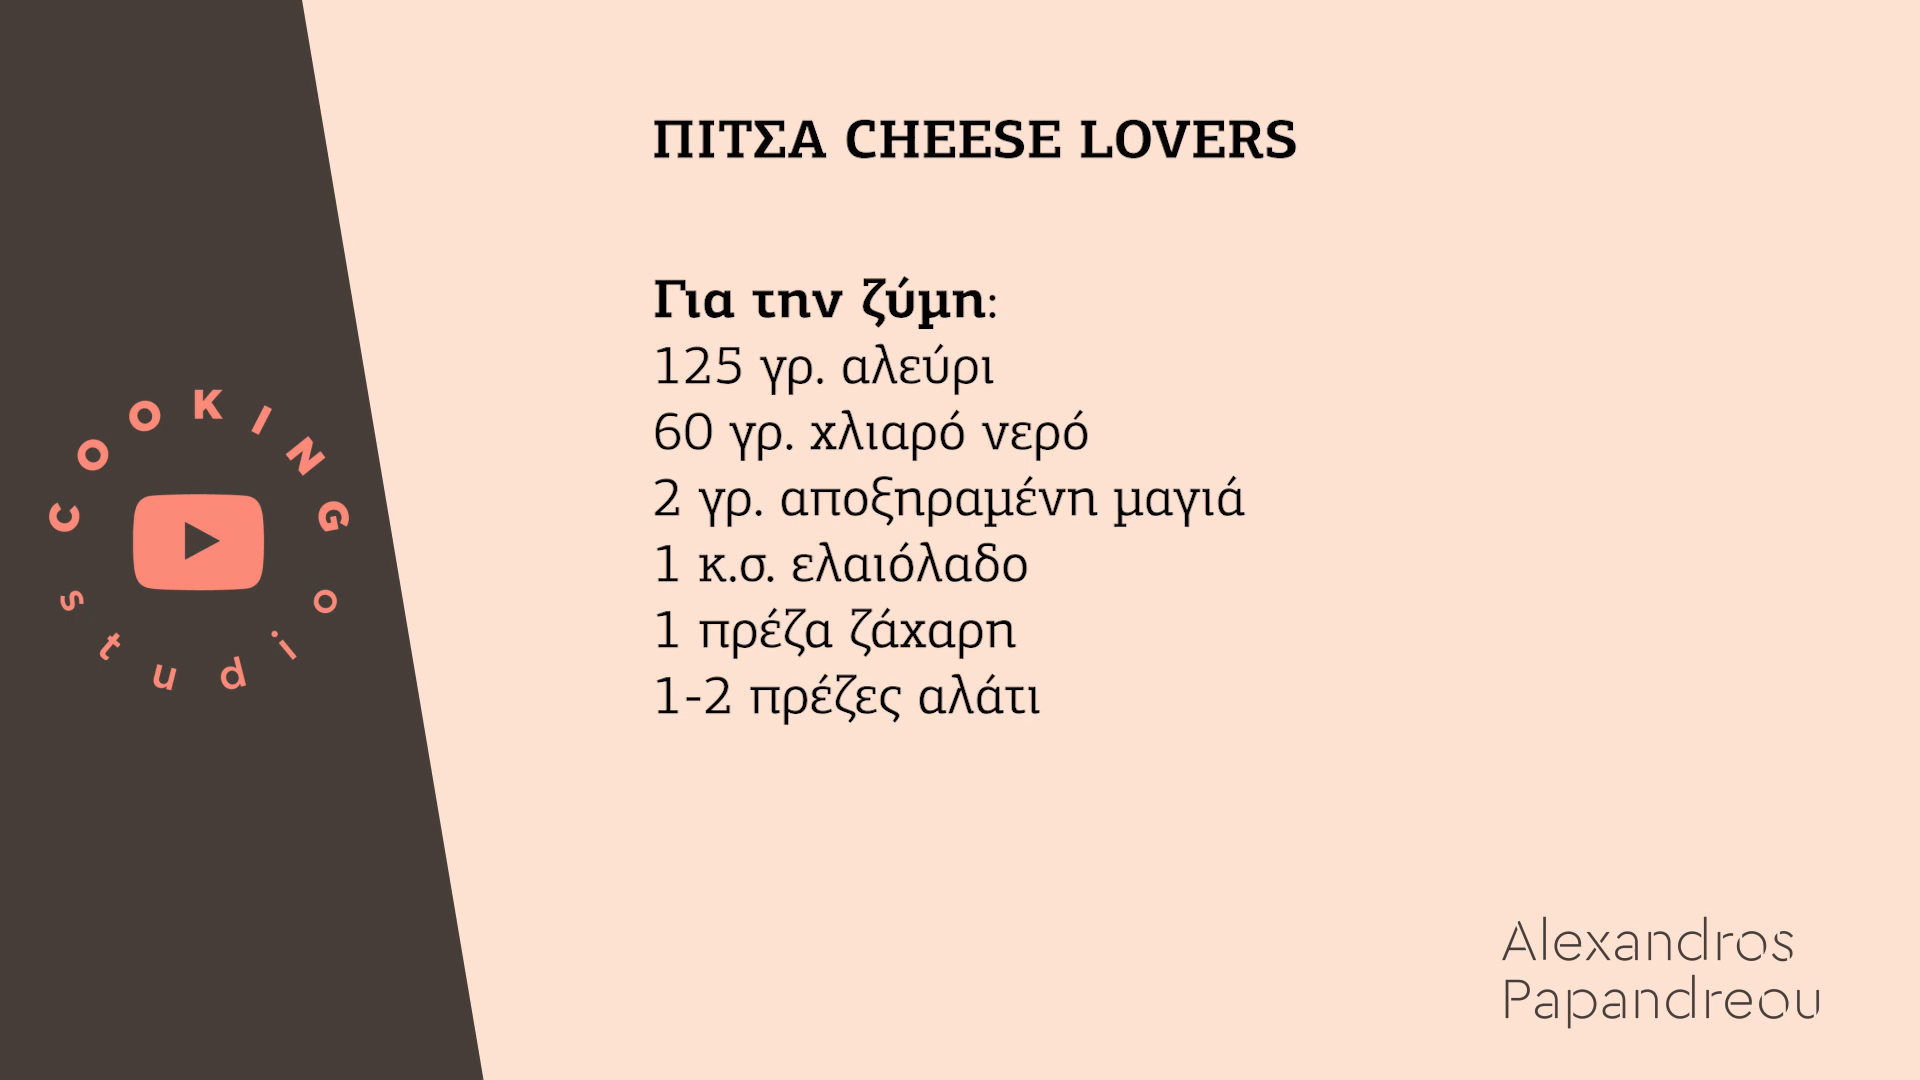 ΠΙΤΣΑ CHEESE LOVERS
Για την ζύμη:
125 γρ. αλεύρι
60 γρ. χλιαρό νερό
2 γρ. αποξηραμένη μαγιά
1 κ.σ. ελαιόλαδο
1 πρέζα ζάχαρη
1-2 πρέζες αλάτι
COOKING
studio
Alexandros
Papandreou